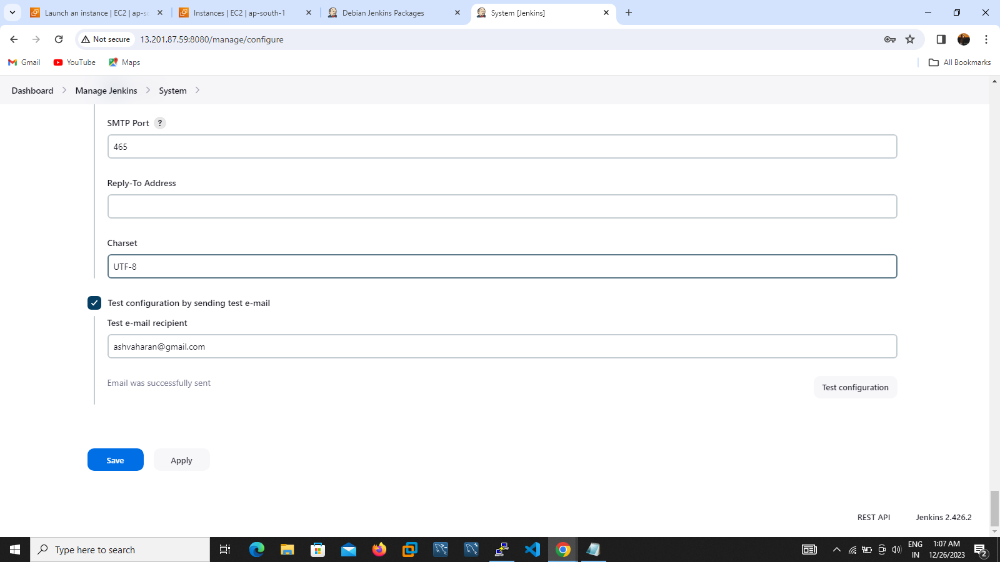 Launch an instance | EC2 | ap-sc
Instances | EC2 | ap-south-1
Debian Jenkins Packages
System [Jenkins]
Not secure
13.201.87.59:8080/manage/configure
Gmail
YouTube
Maps
All Bookmarks
Dashboard
Manage Jenkins
System
SMTP Port ?
465
Reply-To Address
Charset
UTF-8
Test configuration by sending test e-mail
Test e-mail recipient
ashvaharan@gmail.com
Email was successfully sent
Test configuration
Save
Apply
REST API
Jenkins 2.426.2
Type here to search
ENG
IN
1:07 AM
12/26/2023
2